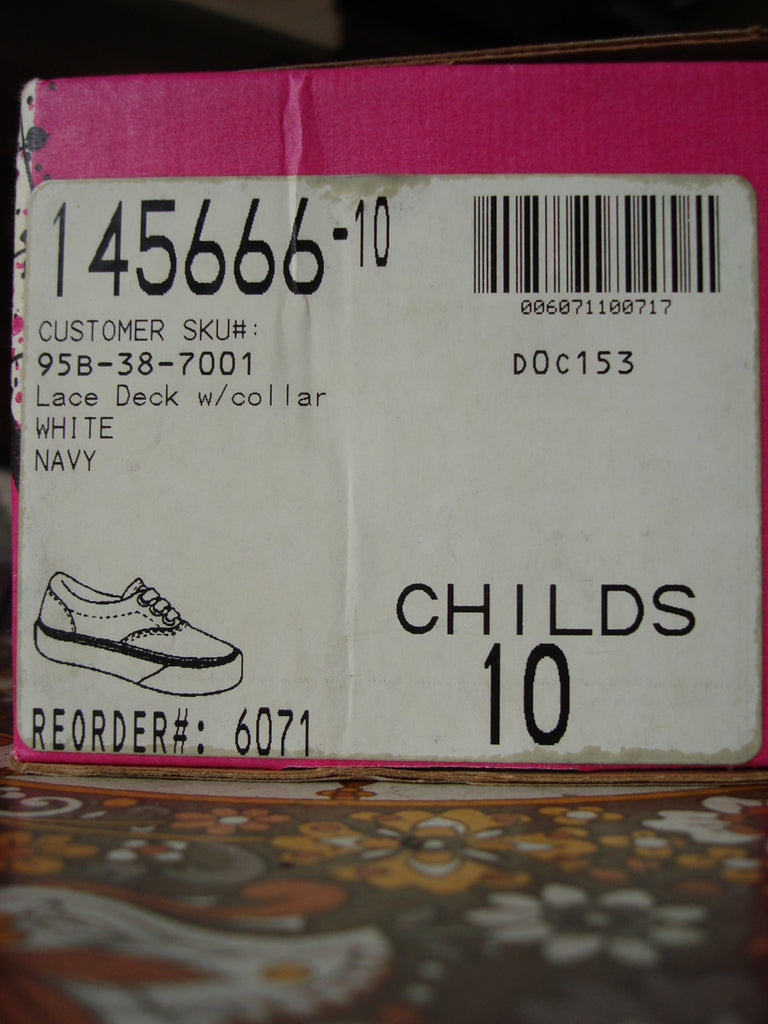 145666-10
006071100717
CUSTOMER SKU#:
95B-38-7001
DOC153
Lace Deck w/collar
WHITE
NAVY
CHILDS
10
REORDER#: 6071